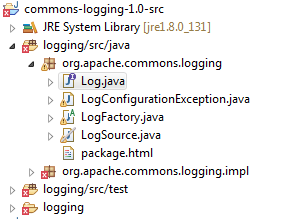 commons-logging-1.0-src
JRE System Library [jre1.8.0_131]
logging/src/java
org.apache.commons.logging
Log.java
LogConfigurationException.java
LogFactory.java
LogSource.java
package.html
org.apache.commons.logging.impl
logging/src/test
logging